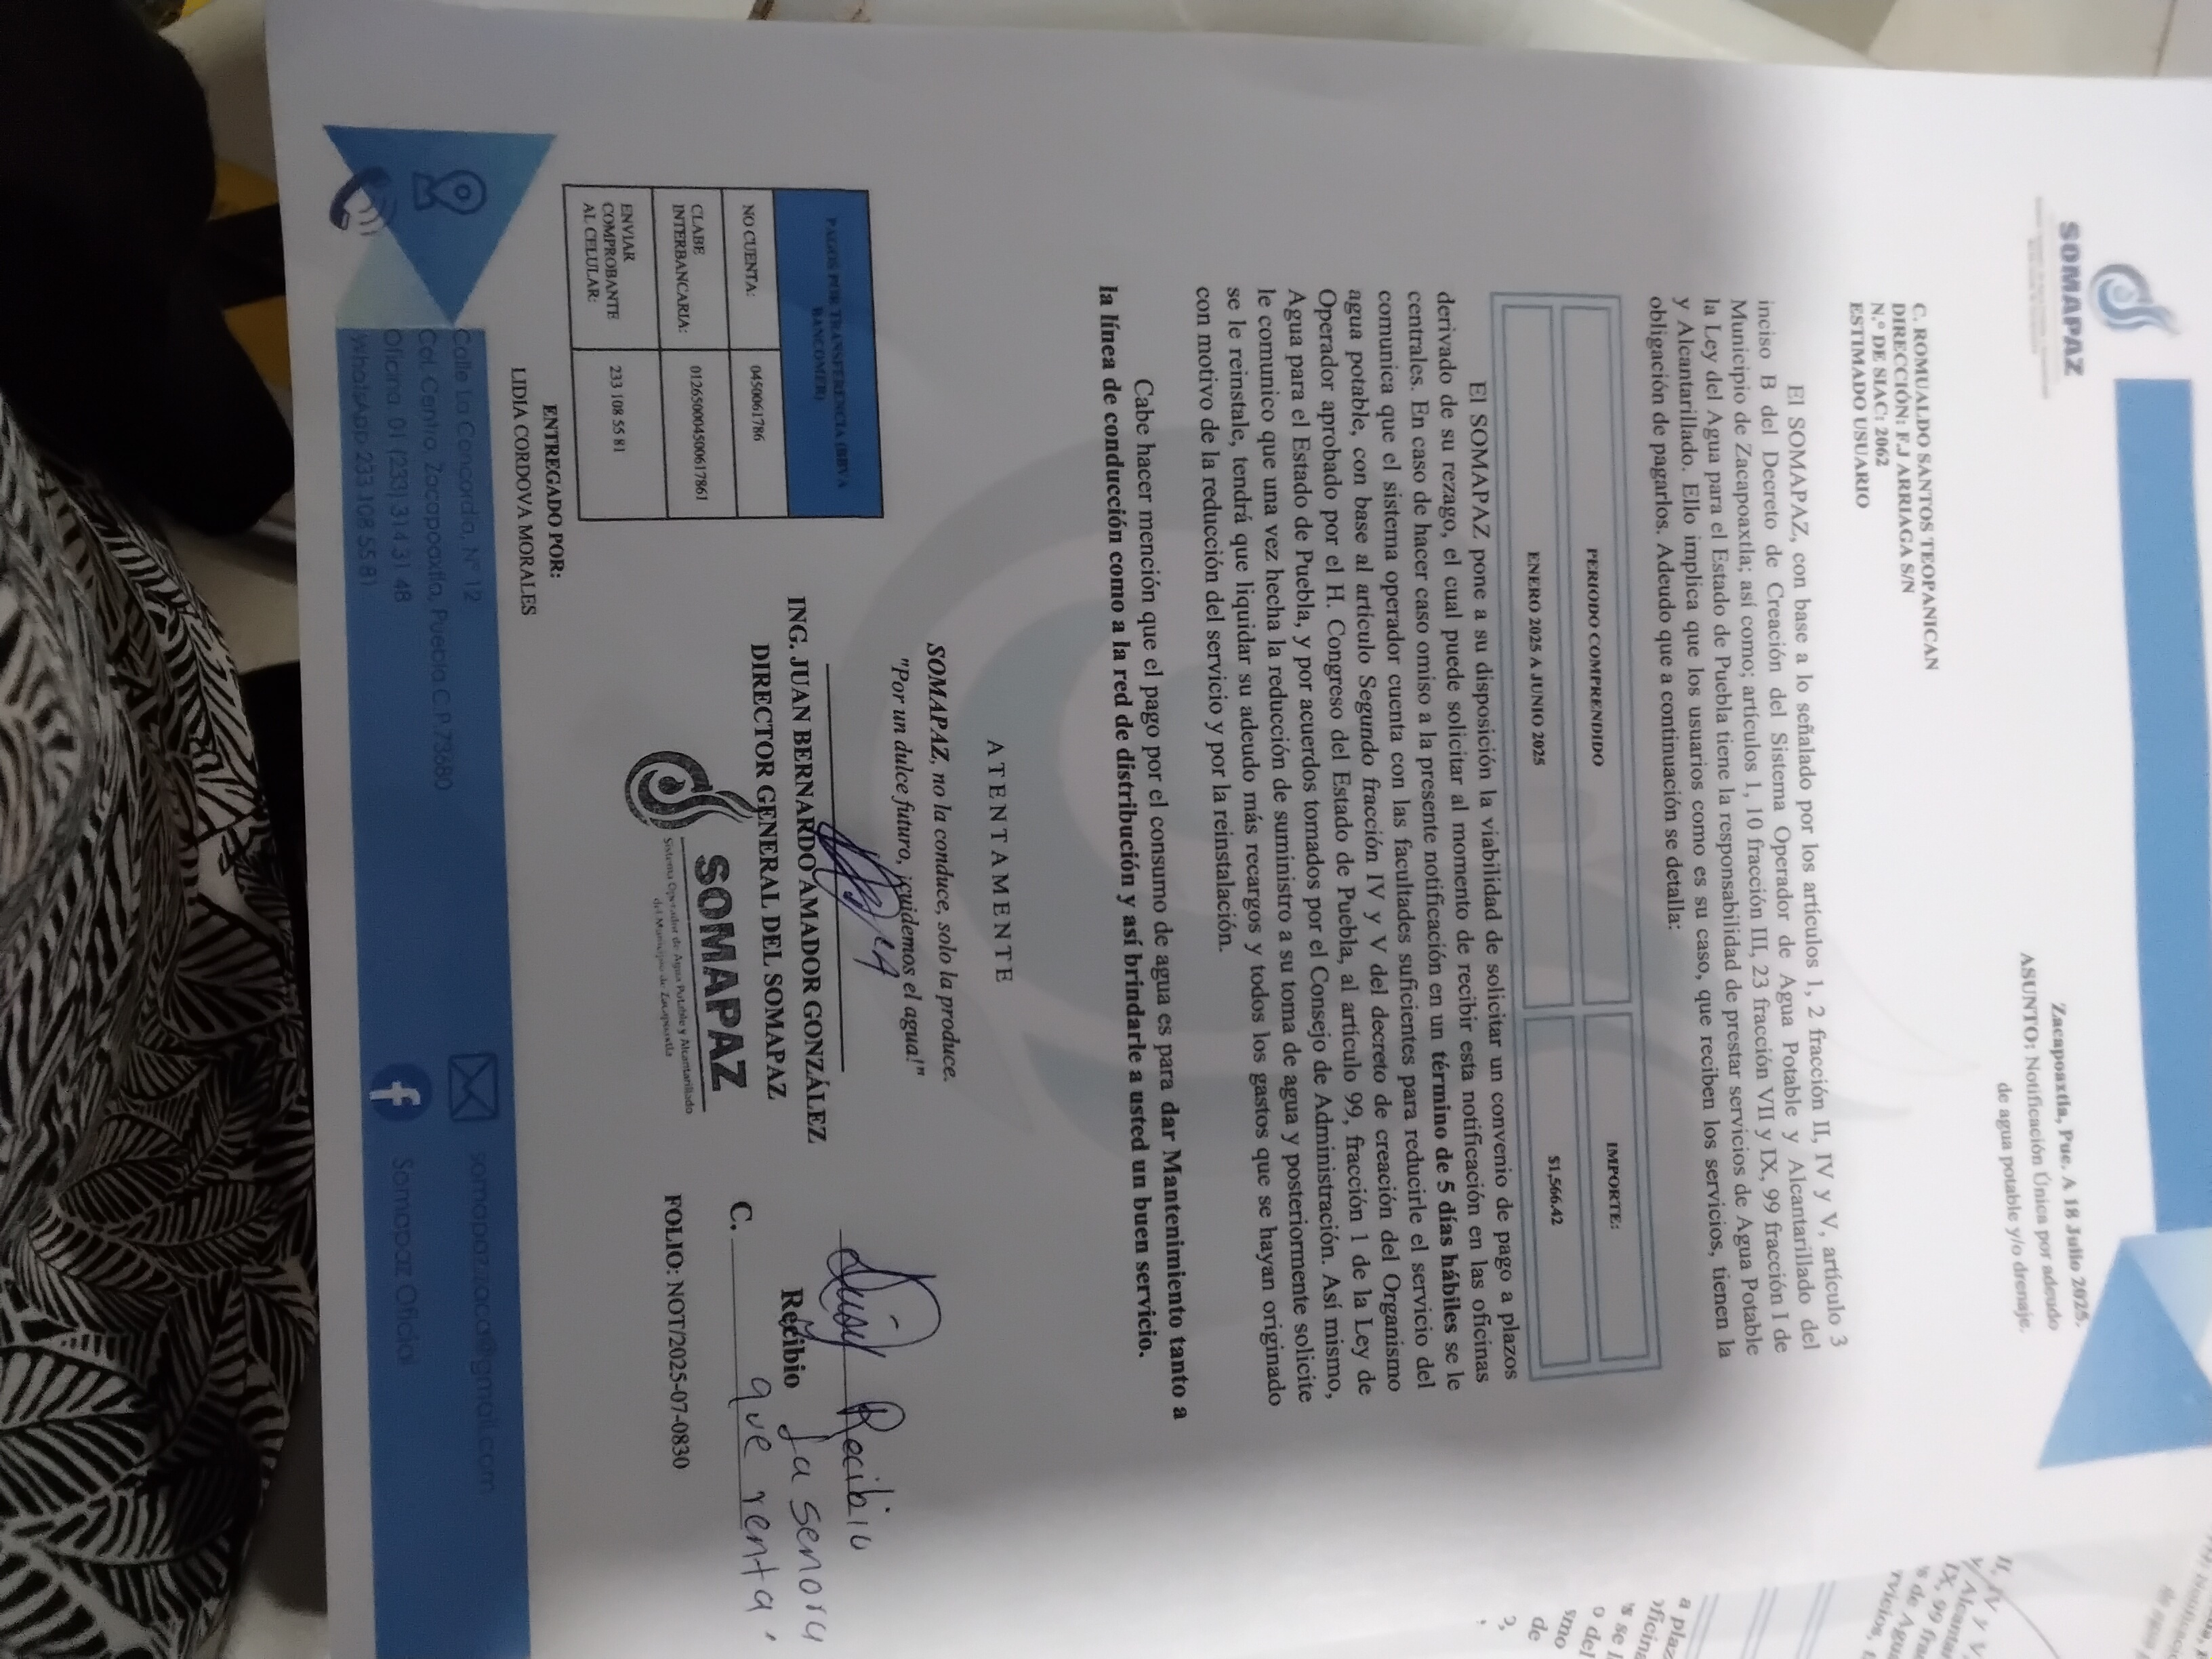 SOMAPAZ
Zacapoaxtla, Pue. A 18 Julio 2025.
ASUNTO: Notificación Única por adeudo
de agua potable y/o drenaje.
C. ROMUALDO SANTOS TEOPANICAN
DIRECCIÓN: F.J ARRIAGA S/N
N.º DE SIAC: 2062
ESTIMADO USUARIO
El SOMAPAZ, con base a lo señalado por los artículos 1, 2 fracción II, IV y V, artículo 3
inciso B del Decreto de Creación del Sistema Operador de Agua Potable y Alcantarillado del
Municipio de Zacapoaxtla; así como; artículos 1, 10 fracción III, 23 fracción VII y IX, 99 fracción I de
la Ley del Agua para el Estado de Puebla tiene la responsabilidad de prestar servicios de Agua Potable
y Alcantarillado. Ello implica que los usuarios como es su caso, que reciben los servicios, tienen la
obligación de pagarlos. Adeudo que a continuación se detalla:
PERIODO COMPRENDIDO
IMPORTE:
ENERO 2025 A JUNIO 2025
$1,566.42
El SOMAPAZ pone a su disposición la viabilidad de solicitar un convenio de pago a plazos
derivado de su rezago, el cual puede solicitar al momento de recibir esta notificación en las oficinas
centrales. En caso de hacer caso omiso a la presente notificación en un término de 5 días hábiles se le
comunica que el sistema operador cuenta con las facultades suficientes para reducirle el servicio del
agua potable, con base al artículo Segundo fracción IV y V del decreto de creación del Organismo
Operador aprobado por el H. Congreso del Estado de Puebla, al artículo 99, fracción 1 de la Ley de
Agua para el Estado de Puebla, y por acuerdos tomados por el Consejo de Administración. Así mismo,
le comunico que una vez hecha la reducción de suministro a su toma de agua y posteriormente solicite
se le reinstale, tendrá que liquidar su adeudo más recargos y todos los gastos que se hayan originado
con motivo de la reducción del servicio y por la reinstalación.
Cabe hacer mención que el pago por el consumo de agua es para dar Mantenimiento tanto a
la línea de conducción como a la red de distribución y así brindarle a usted un buen servicio.
ATENTAMENTE
SOMAPAZ, no la conduce, solo la produce.
"Por un dulce futuro, ¡cuidemos el agua!"
ING. JUAN BERNARDO AMADOR GONZÁLEZ
DIRECTOR GENERAL DEL SOMAPAZ
SOMAPAZ
Sistema Operador de Agua Potable y Alcantarillado
del Municipio de Zacapoaxtla
Recibio
Recibio la senora
C. que renta
FOLIO: NOT/2025-07-0830
PAGOS POR TRANSFERENCIA (BBVA
BANCOMER)
NO CUENTA:
0450061786
CLABE
INTERBANCARIA:
012650004500617861
ENVIAR
COMPROBANTE
AL CELULAR:
233 108 55 81
ENTREGADO POR:
LIDIA CORDOVA MORALES
Calle La Concordia, N° 12
Col. Centro, Zacapoaxtla, Puebla C.P.73680
Oficina. 01 (233) 314 31 48
WhatsApp 233 108 55 81
somapaz.zaca@gmail.com
Somapaz Oficial
II, IV y V,
IX, 99
de Agua
a plaz
se l
o del
de